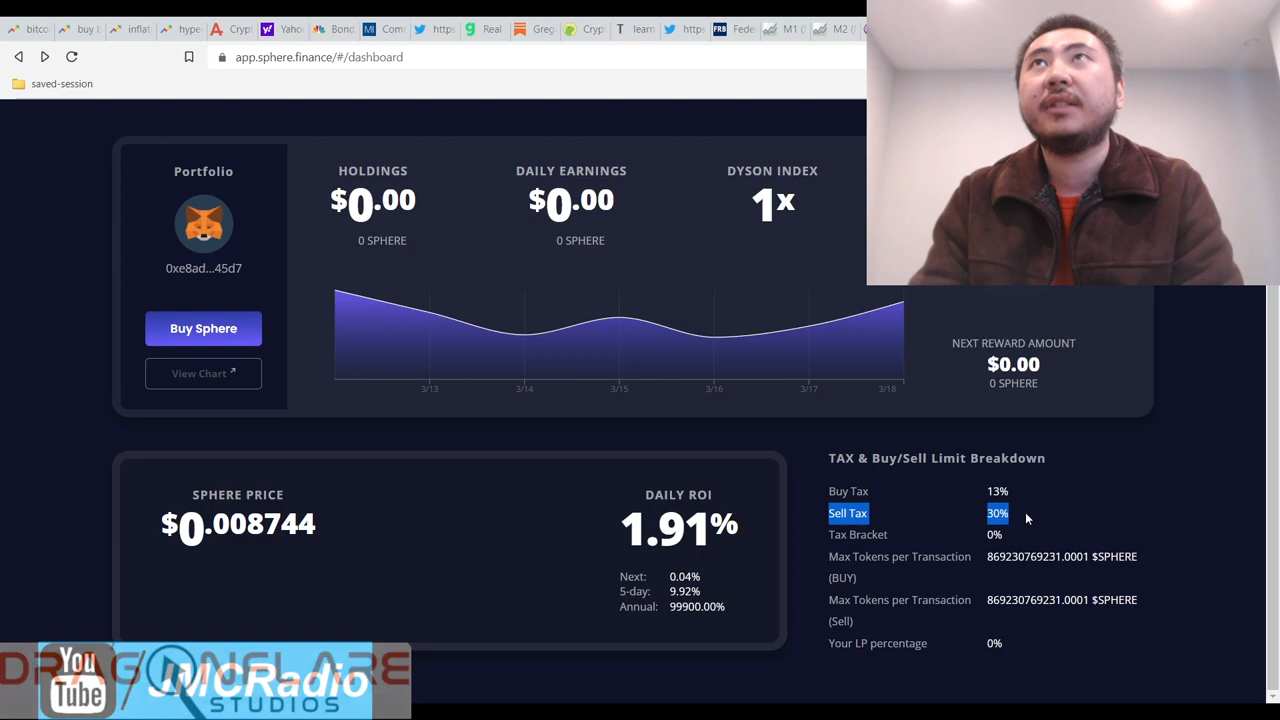 bitco
buy b
inflat
hype
Crypt
Yaho
Bond
Com
https
Real
Greg
Crypt
learn
https
Fede
M1 (
M2 (
app.sphere.finance/#/dashboard
saved-session
Portfolio
0xe8ad...45d7
Buy Sphere
View Chart
HOLDINGS
$0.00
0 SPHERE
DAILY EARNINGS
$0.00
0 SPHERE
DYSON INDEX
1x
3/13 3/14 3/15 3/16 3/17 3/18
NEXT REWARD AMOUNT
$0.00
0 SPHERE
SPHERE PRICE
$0.008744
DAILY ROI
1.91%
Next: 0.04%
5-day: 9.92%
Annual: 99900.00%
TAX & Buy/Sell Limit Breakdown
Buy Tax 13%
Sell Tax 30%
Tax Bracket 0%
Max Tokens per Transaction 869230769231.0001 $SPHERE
(BUY)
Max Tokens per Transaction 869230769231.0001 $SPHERE
(Sell)
Your LP percentage 0%
DRAGONFLARE
STUDIOS
You
Tube
/JMCRadio